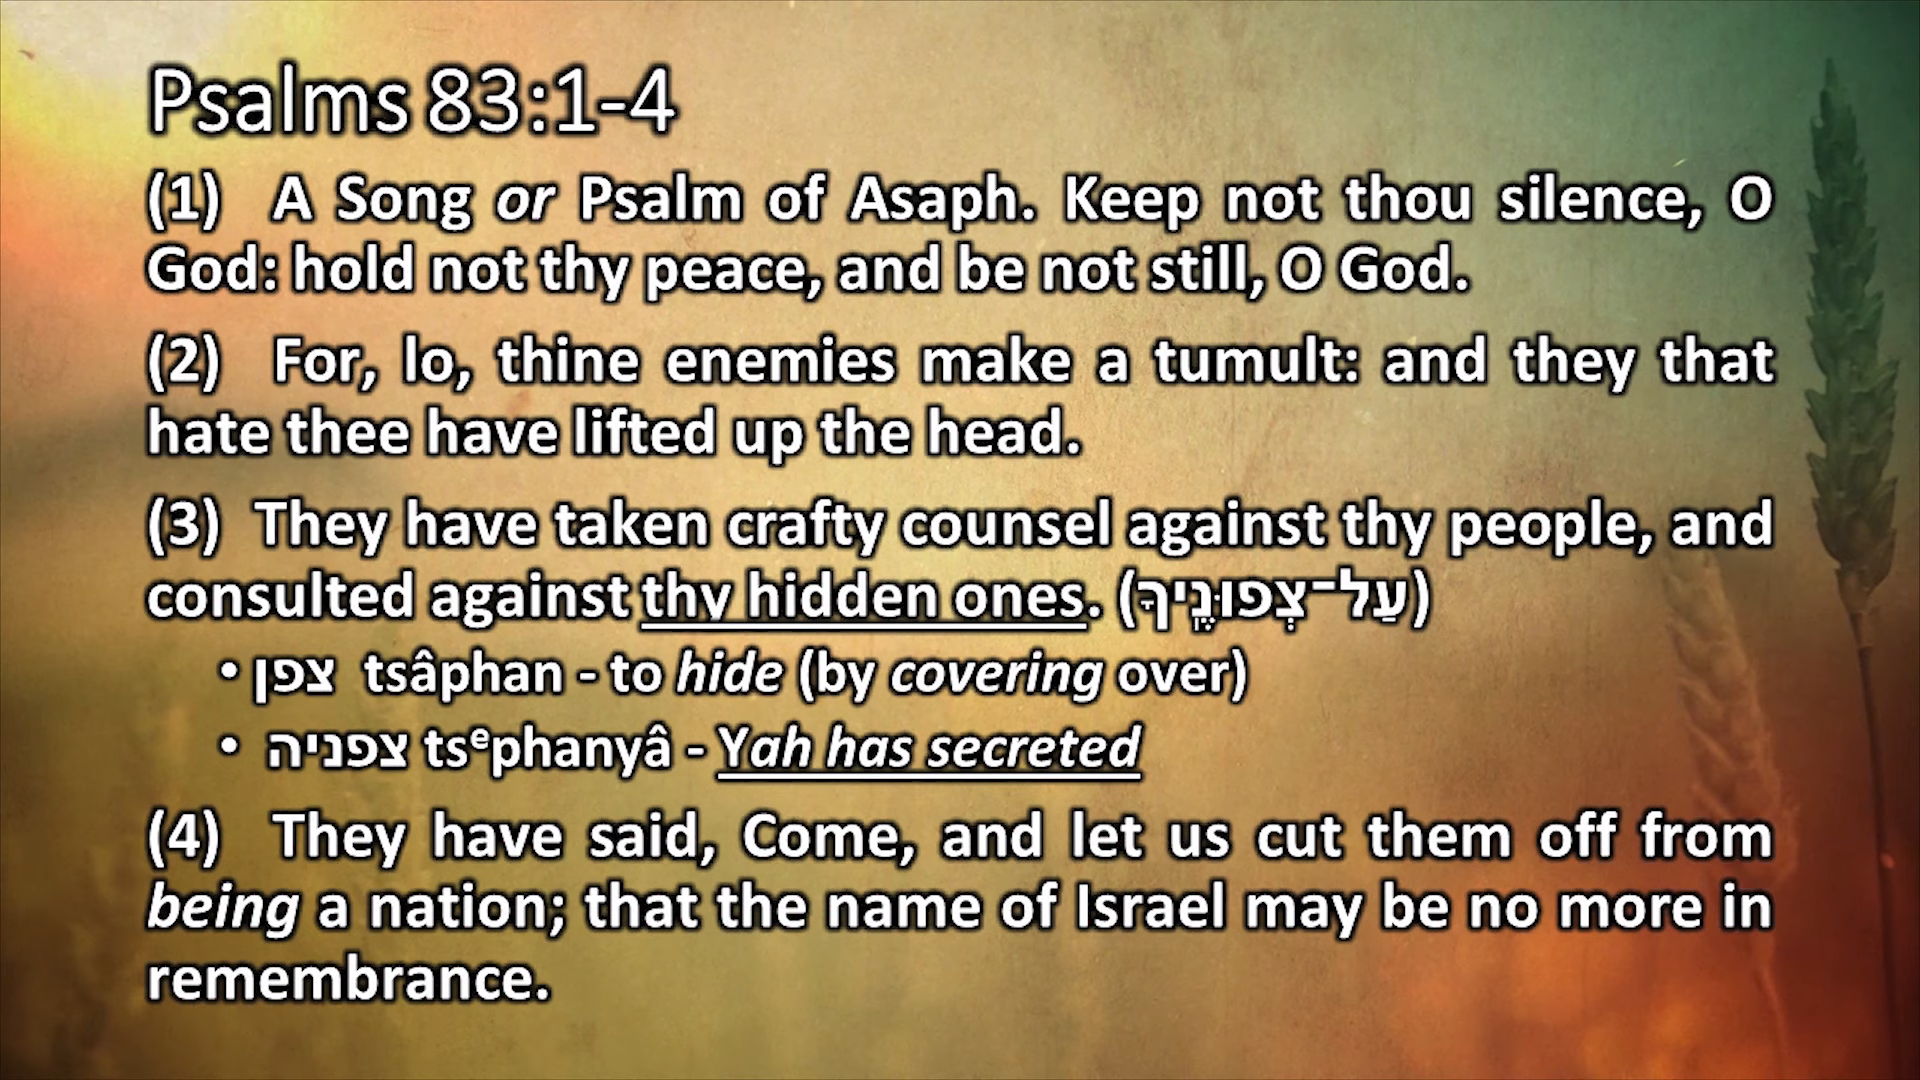 Psalms 83:1-4
(1) A Song or Psalm of Asaph. Keep not thou silence, O
God: hold not thy peace, and be not still, O God.
(2) For, lo, thine enemies make a tumult: and they that
hate thee have lifted up the head.
(3) They have taken crafty counsel against thy people, and
consulted against thy hidden ones. (עַל־צְפוּנֶֽיךָ)
• צפן tsâphan - to hide (by covering over)
• צפניה tsᵉphanyâ - Yah has secreted
(4) They have said, Come, and let us cut them off from
being a nation; that the name of Israel may be no more in
remembrance.